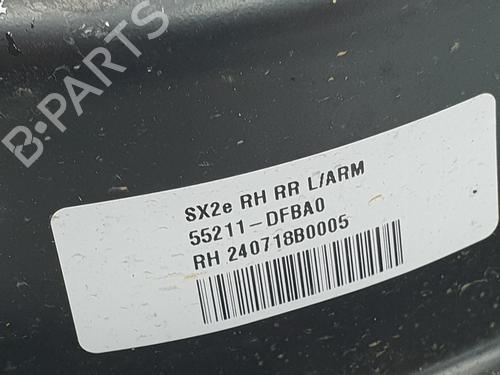 B-PARTS
SX2e RH RR L/ARM
55211-DFBA0
RH 240718B0005